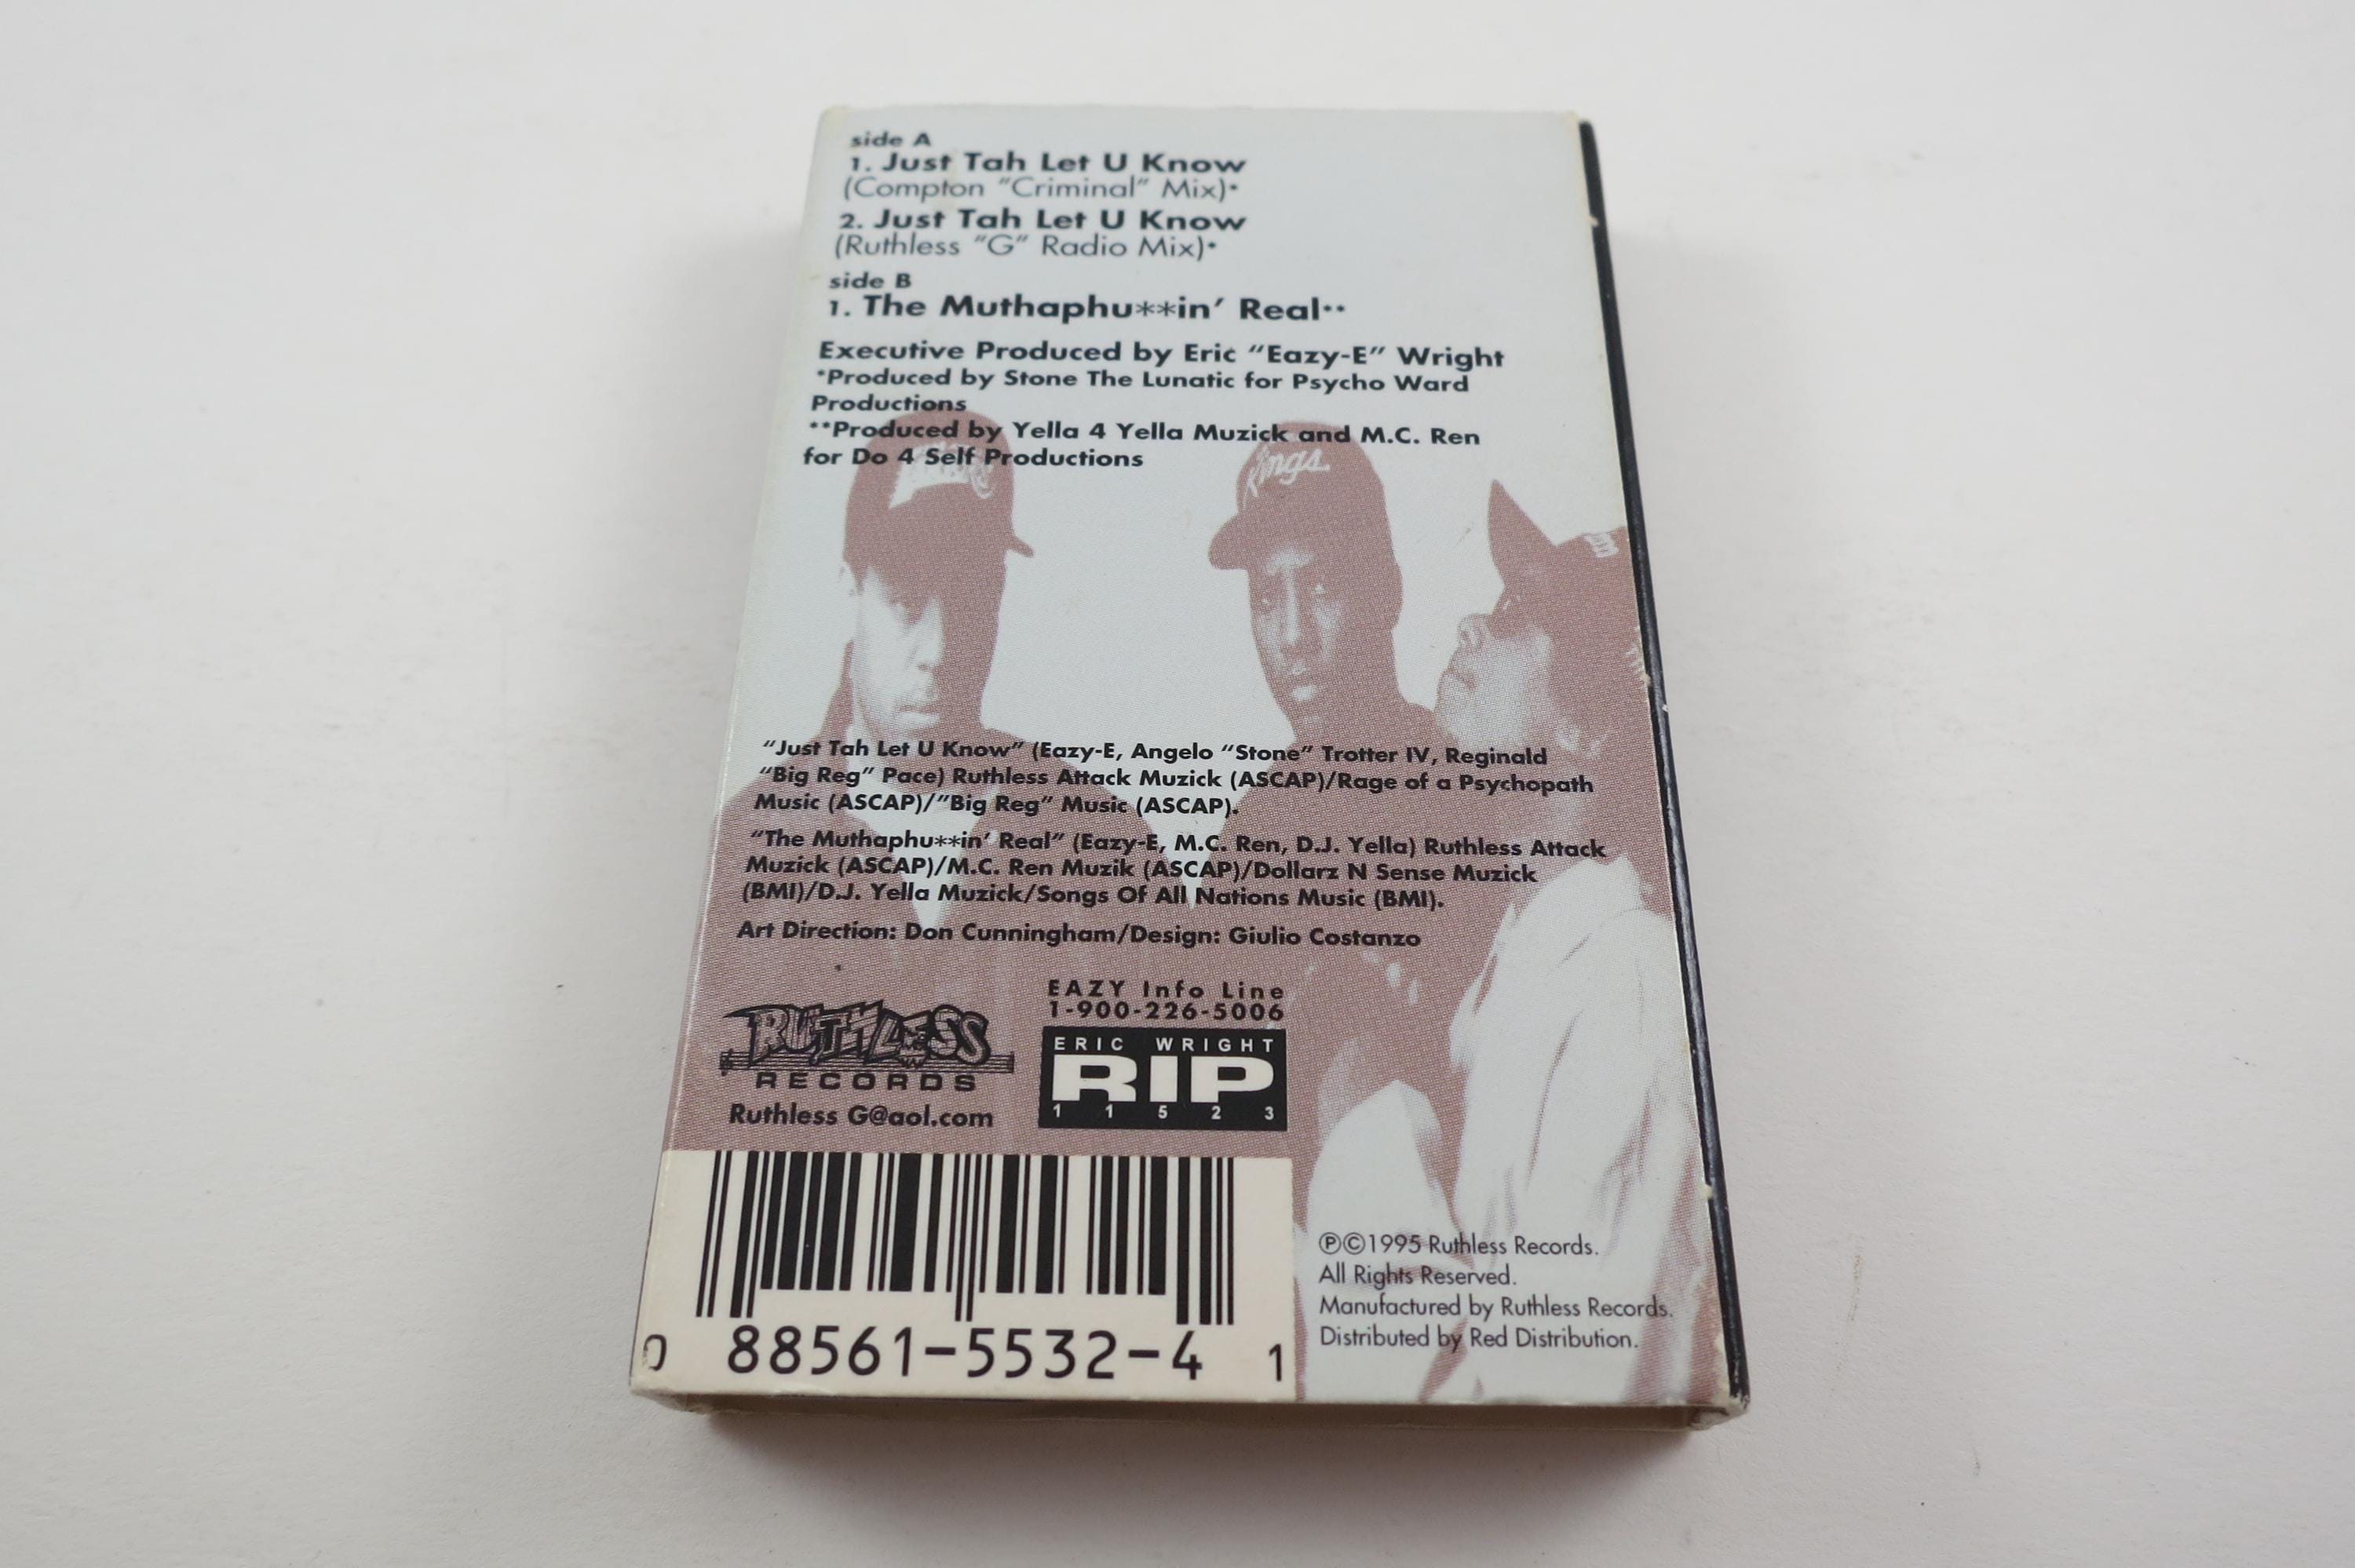 side A
1. Just Tah Let U Know
(Compton "Criminal" Mix)*
2. Just Tah Let U Know
(Ruthless "G" Radio Mix)*
side B
1. The Muthaphu**in' Real**
Executive Produced by Eric "Eazy-E" Wright
*Produced by Stone The Lunatic for Psycho Ward
Productions
**Produced by Yella 4 Yella Muzick and M.C. Ren
for Do 4 Self Productions
Kings
"Just Tah Let U Know" (Eazy-E, Angelo "Stone" Trotter IV, Reginald
"Big Reg" Pace) Ruthless Attack Muzick (ASCAP)/Rage of a Psychopath
Music (ASCAP)/"Big Reg" Music (ASCAP).
"The Muthaphu**in' Real" (Eazy-E, M.C. Ren, D.J. Yella) Ruthless Attack
Muzick (ASCAP)/M.C. Ren Muzik (ASCAP)/Dollarz N Sense Muzick
(BMI)/D.J. Yella Muzick/Songs Of All Nations Music (BMI).
Art Direction: Don Cunningham/Design: Giulio Costanzo
RUTHLESS
RECORDS
Ruthless G@aol.com
EAZY Info Line
1-900-226-5006
ERIC WRIGHT
RIP
1 1 5 2 3
0 88561-5532-4 1
℗©1995 Ruthless Records.
All Rights Reserved.
Manufactured by Ruthless Records.
Distributed by Red Distribution.